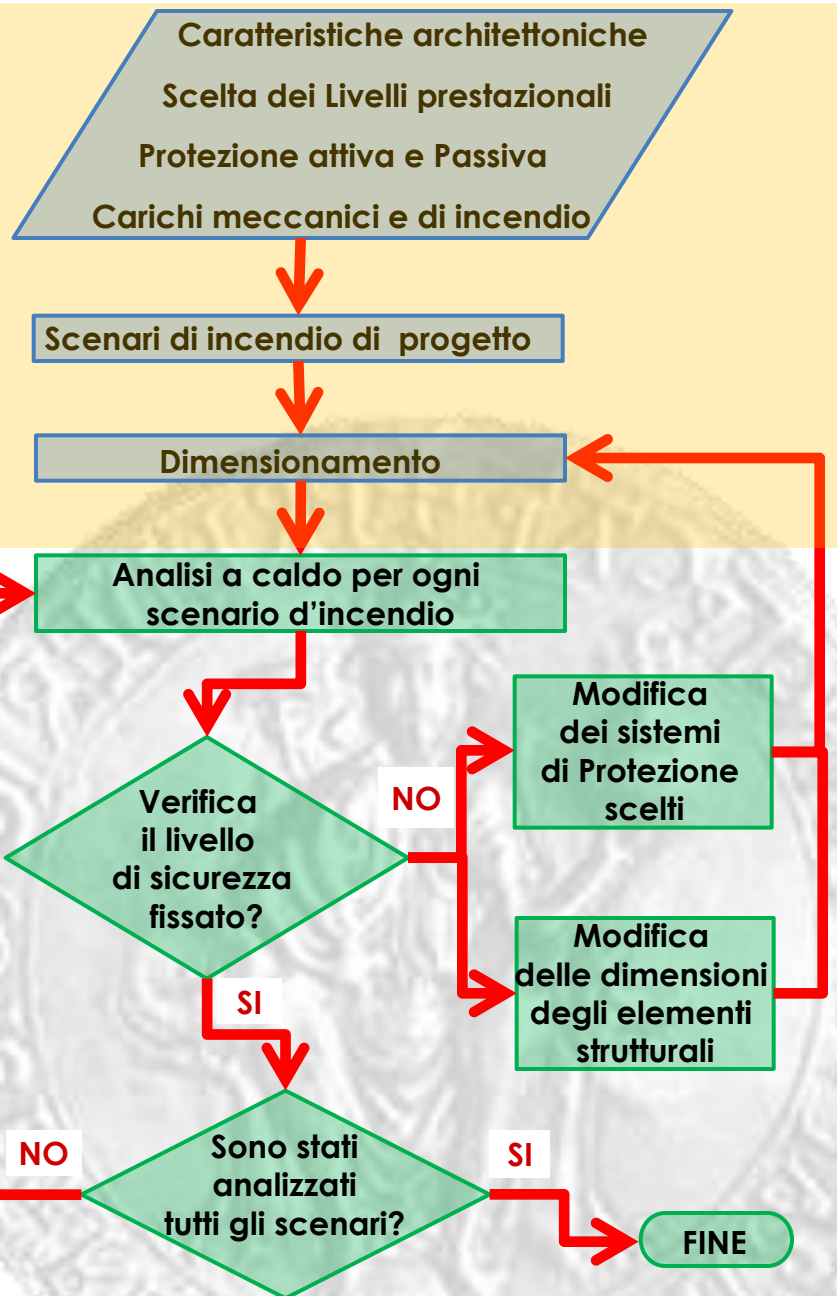 Caratteristiche architettoniche
Scelta dei Livelli prestazionali
Protezione attiva e Passiva
Carichi meccanici e di incendio
Scenari di incendio di progetto
Dimensionamento
Analisi a caldo per ogni
scenario d'incendio
Verifica
il livello
di sicurezza
fissato?
NO
Modifica
dei sistemi
di Protezione
scelti
Modifica
delle dimensioni
degli elementi
strutturali
SI
Sono stati
analizzati
tutti gli scenari?
NO
SI
FINE